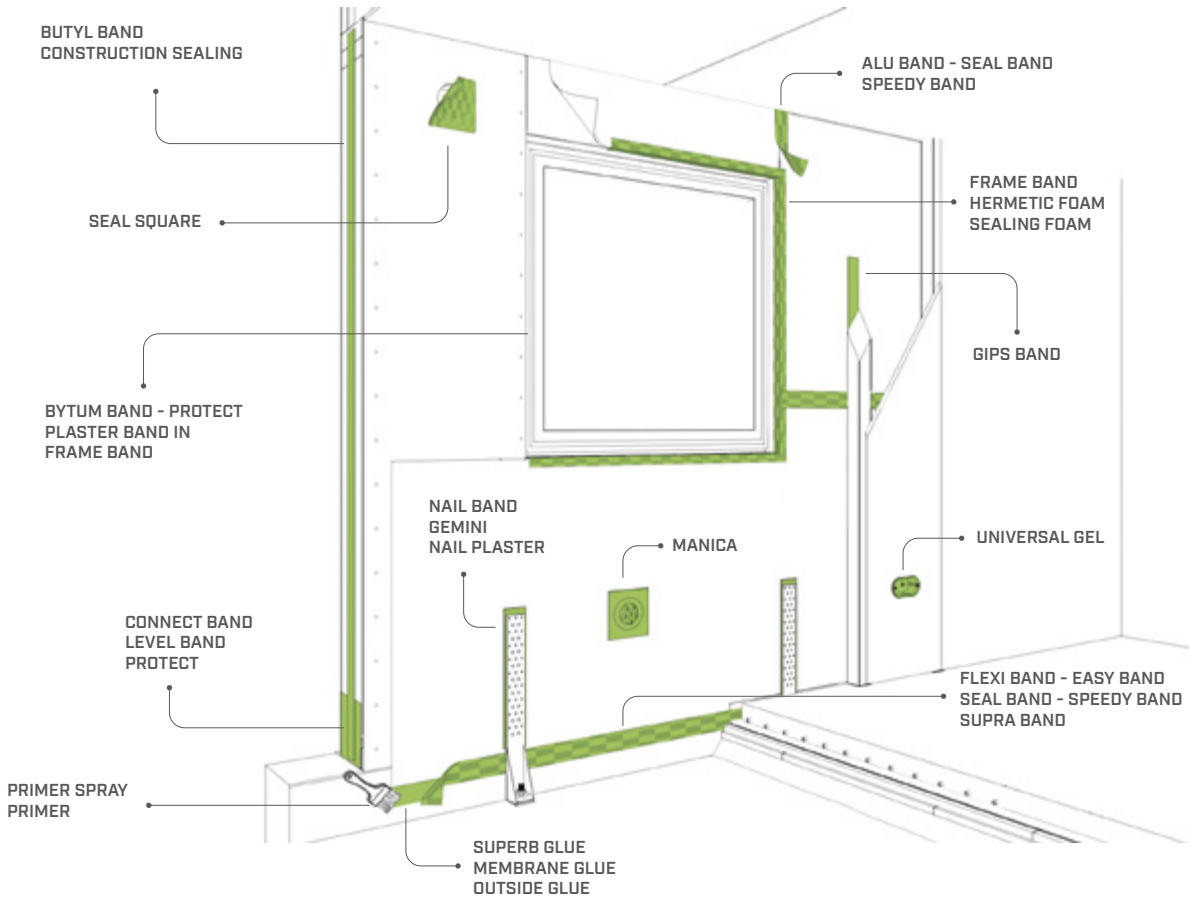 BUTYL BAND
CONSTRUCTION SEALING
ALU BAND - SEAL BAND
SPEEDY BAND
SEAL SQUARE
FRAME BAND
HERMETIC FOAM
SEALING FOAM
GIPS BAND
BYTUM BAND - PROTECT
PLASTER BAND IN
FRAME BAND
NAIL BAND
GEMINI
NAIL PLASTER
MANICA
UNIVERSAL GEL
CONNECT BAND
LEVEL BAND
PROTECT
FLEXI BAND - EASY BAND
SEAL BAND - SPEEDY BAND
SUPRA BAND
PRIMER SPRAY
PRIMER
SUPERB GLUE
MEMBRANE GLUE
OUTSIDE GLUE